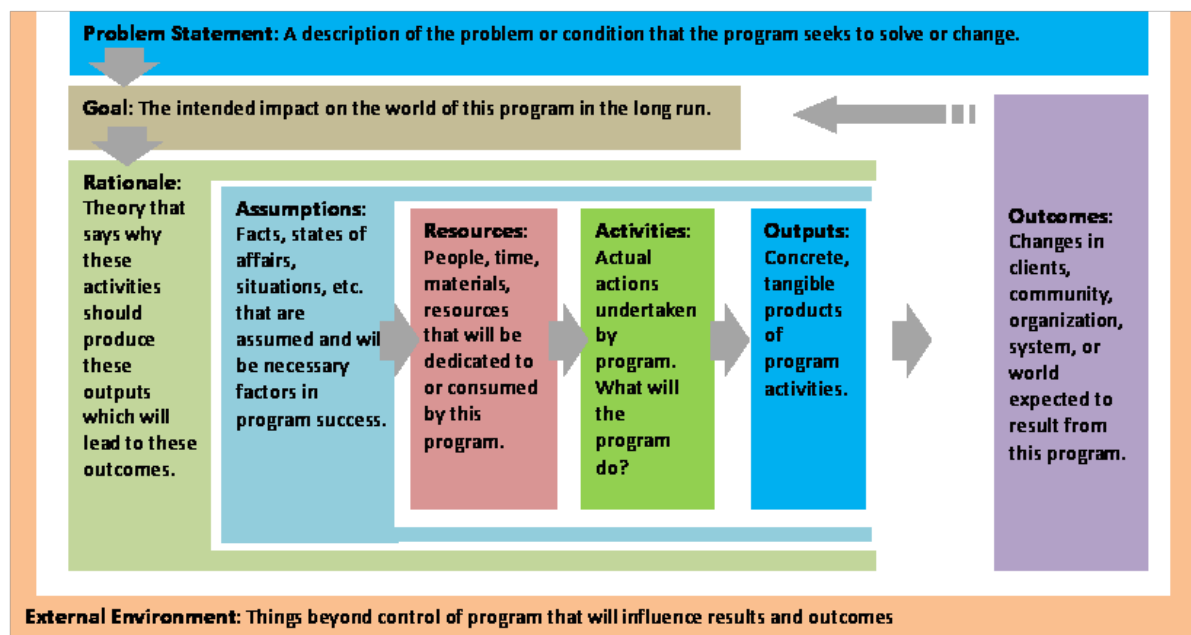 Problem Statement: A description of the problem or condition that the program seeks to solve or change.
Goal: The intended impact on the world of this program in the long run.
Rationale:
Theory that
says why
these
activities
should
produce
these
outputs
which will
lead to these
outcomes.
Assumptions:
Facts, states of
affairs,
situations, etc.
that are
assumed and will
be necessary
factors in
program success.
Resources:
People, time,
materials,
resources
that will be
dedicated to
or consumed
by this
program.
Activities:
Actual
actions
undertaken
by
program.
What will
the
program
do?
Outputs:
Concrete,
tangible
products
of
program
activities.
Outcomes:
Changes in
clients,
community,
organization,
system, or
world
expected to
result from
this program.
External Environment: Things beyond control of program that will influence results and outcomes